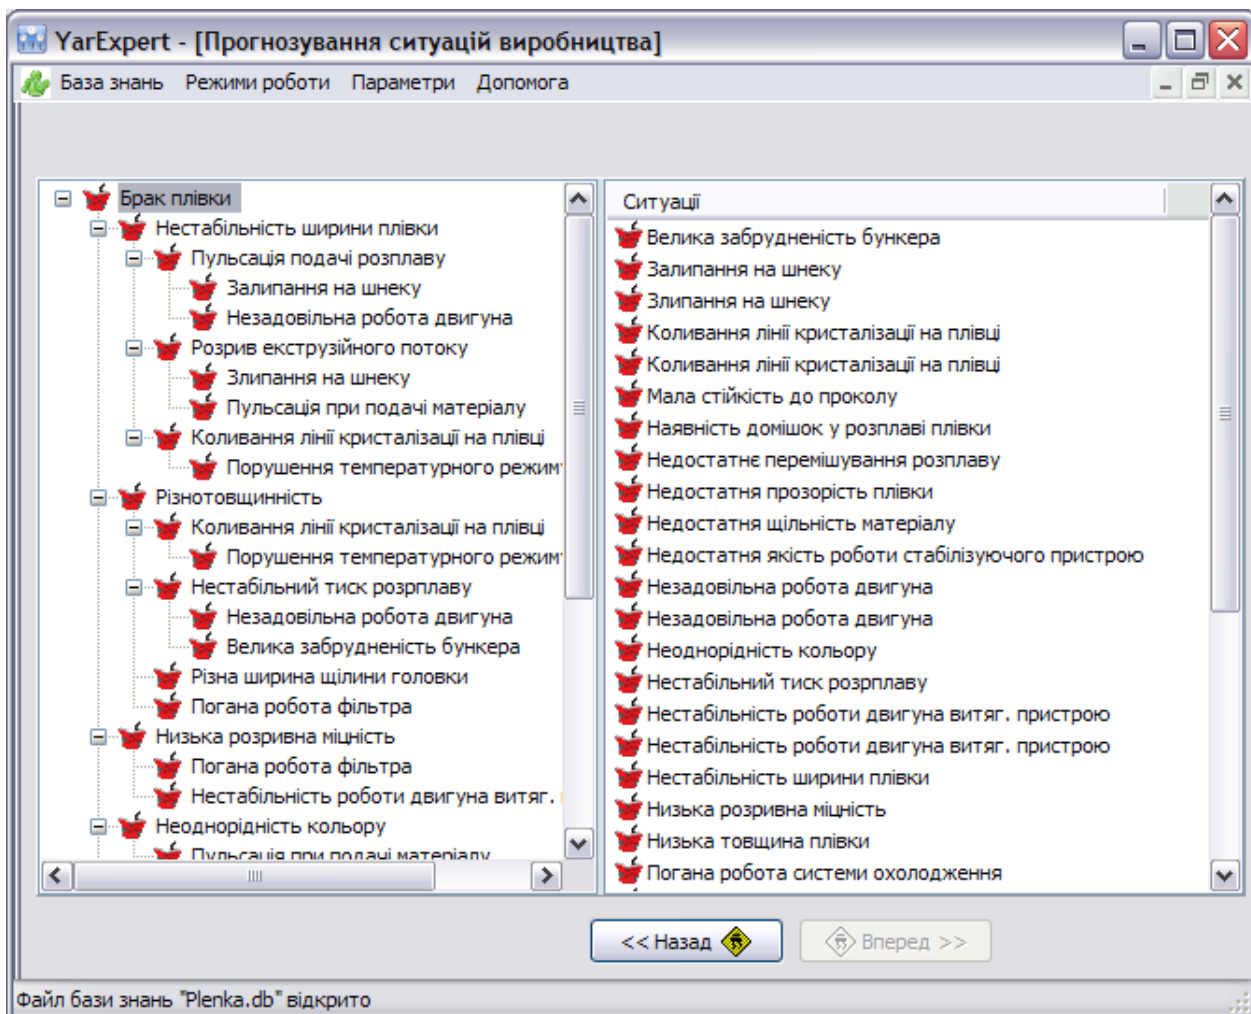 YarExpert - [Прогнозування ситуацій виробництва]
База знань Режими роботи Параметри Допомога
Брак плівки
Нестабільність ширини плівки
Пульсація подачі розплаву
Залипання на шнеку
Незадовільна робота двигуна
Розрив екструзійного потоку
Злипання на шнеку
Пульсація при подачі матеріалу
Коливання лінії кристалізації на плівці
Порушення температурного режим
Різнотовщинність
Коливання лінії кристалізації на плівці
Порушення температурного режим
Нестабільний тиск розрплаву
Незадовільна робота двигуна
Велика забрудненість бункера
Різна ширина щілини головки
Погана робота фільтра
Низька розривна міцність
Погана робота фільтра
Нестабільність роботи двигуна витяг.
Неоднорідність кольору
Пульсація при подачі матеріалу
Ситуації
Велика забрудненість бункера
Залипання на шнеку
Злипання на шнеку
Коливання лінії кристалізації на плівці
Коливання лінії кристалізації на плівці
Мала стійкість до проколу
Наявність домішок у розплаві плівки
Недостатнє перемішування розплаву
Недостатня прозорість плівки
Недостатня щільність матеріалу
Недостатня якість роботи стабілізуючого пристрою
Незадовільна робота двигуна
Незадовільна робота двигуна
Неоднорідність кольору
Нестабільний тиск розрплаву
Нестабільність роботи двигуна витяг. пристрою
Нестабільність роботи двигуна витяг. пристрою
Нестабільність ширини плівки
Низька розривна міцність
Низька товщина плівки
Погана робота системи охолодження
<< Назад
Вперед >>
Файл бази знань "Plenka.db" відкрито